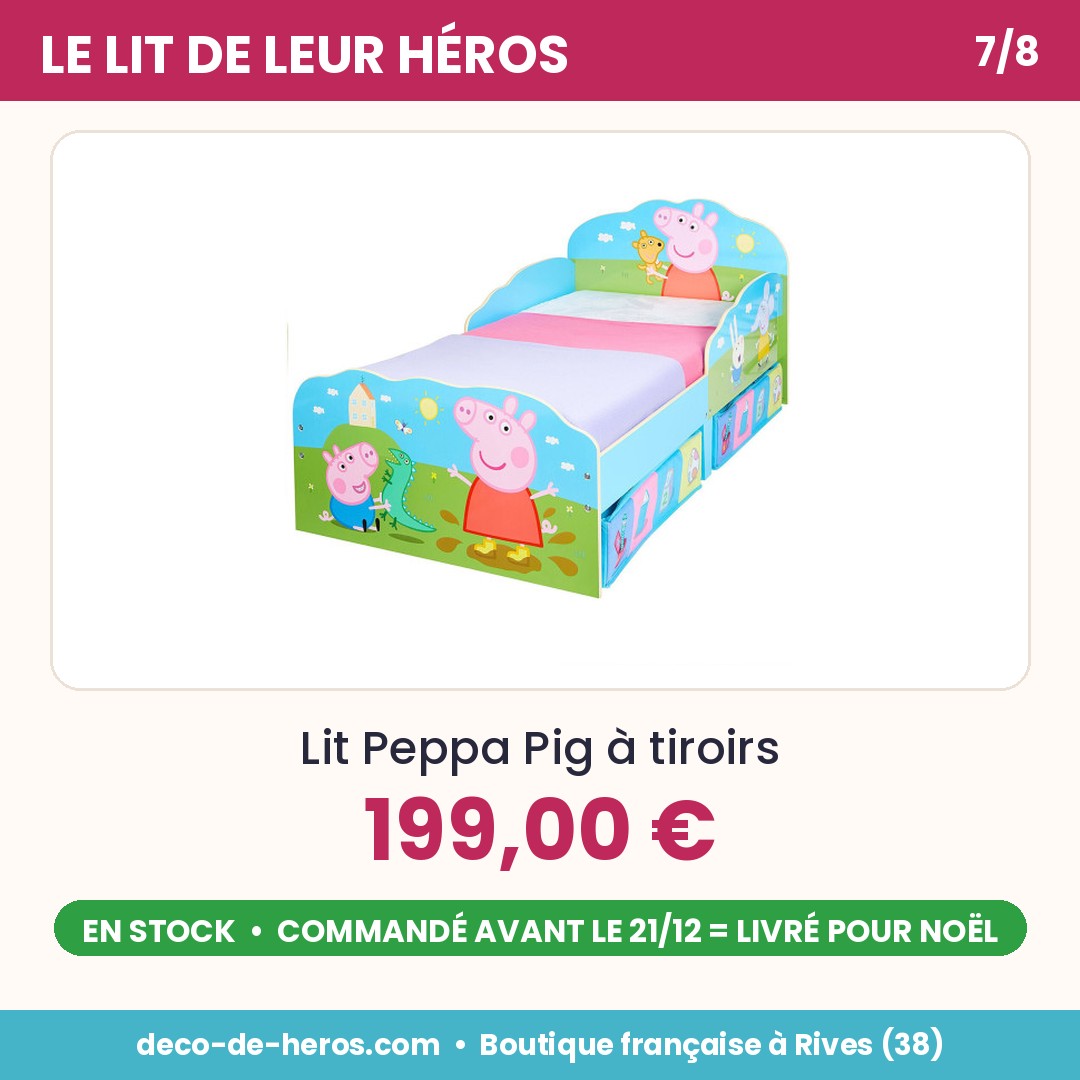 LE LIT DE LEUR HÉROS
7/8
Lit Peppa Pig à tiroirs
199,00 €
EN STOCK • COMMANDÉ AVANT LE 21/12 = LIVRÉ POUR NOËL
deco-de-heros.com • Boutique française à Rives (38)